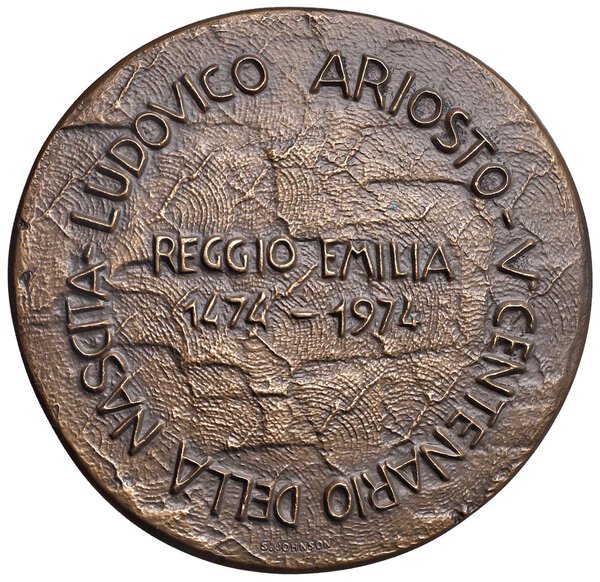 LUDOVICO ARIOSTO - V CENTENARIO DELLA NASCITA -
REGGIO EMILIA
1474 - 1974
S. JOHNSON